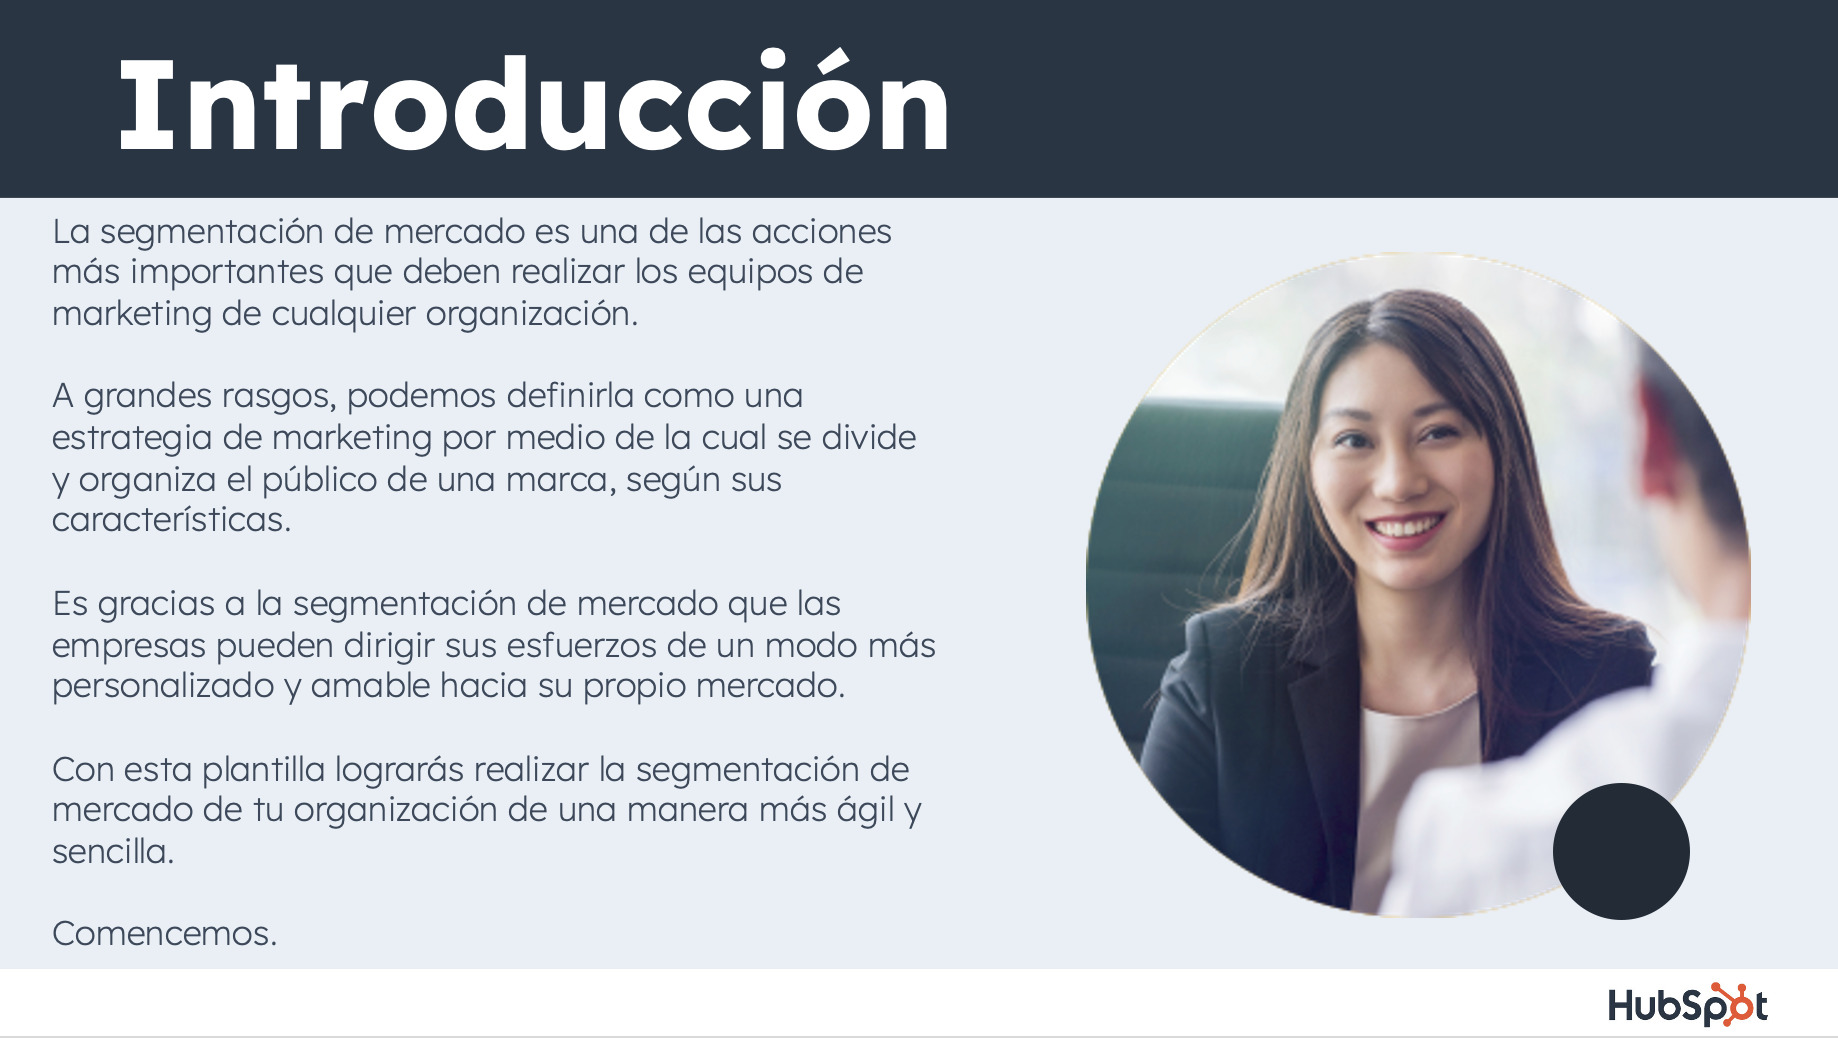 Introducción
La segmentación de mercado es una de las acciones
más importantes que deben realizar los equipos de
marketing de cualquier organización.
A grandes rasgos, podemos definirla como una
estrategia de marketing por medio de la cual se divide
y organiza el público de una marca, según sus
características.
Es gracias a la segmentación de mercado que las
empresas pueden dirigir sus esfuerzos de un modo más
personalizado y amable hacia su propio mercado.
Con esta plantilla lograrás realizar la segmentación de
mercado de tu organización de una manera más ágil y
sencilla.
Comencemos.
HubSpot